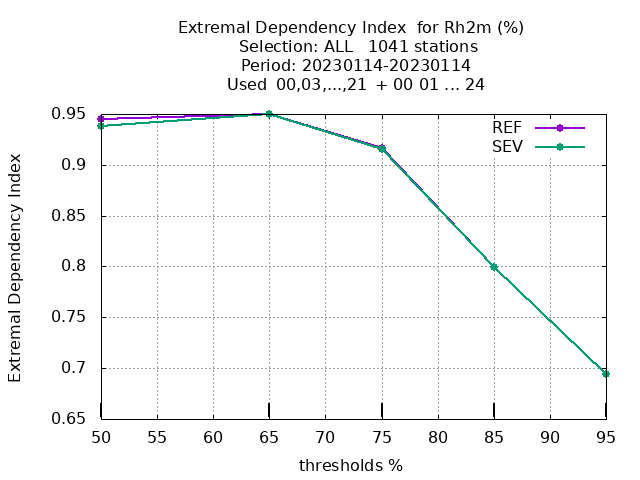 Extremal Dependency Index  for Rh2m (%)
Selection: ALL   1041 stations
Period: 20230114-20230114
Used  00,03,...,21  + 00 01 ... 24
REF
SEV
Extremal Dependency Index
0.95
0.9
0.85
0.8
0.75
0.7
0.65
50 55 60 65 70 75 80 85 90 95
thresholds %